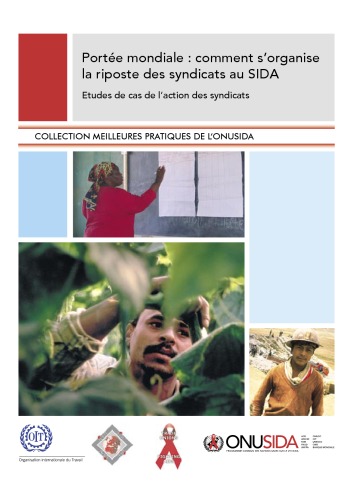 Portée mondiale : comment s'organise
la riposte des syndicats au SIDA
Etudes de cas de l'action des syndicats
COLLECTION MEILLEURES PRATIQUES DE L'ONUSIDA
Organisation internationale du Travail
ONUSIDA